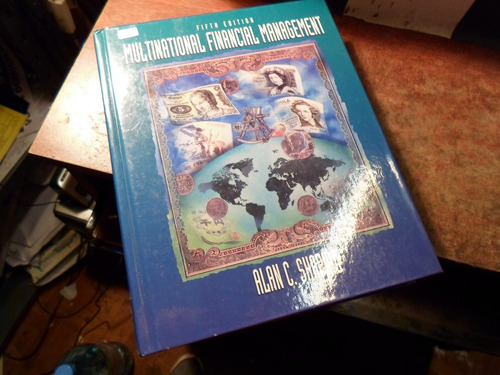 FIFTH EDITION
MULTINATIONAL FINANCIAL MANAGEMENT
ALAN C.